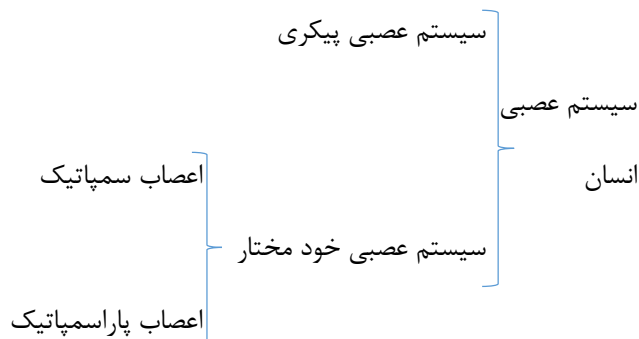 سیستم عصبی پیکری
سیستم عصبی
انسان
اعصاب سمپاتیک
سیستم عصبی خود مختار
اعصاب پاراسمپاتیک